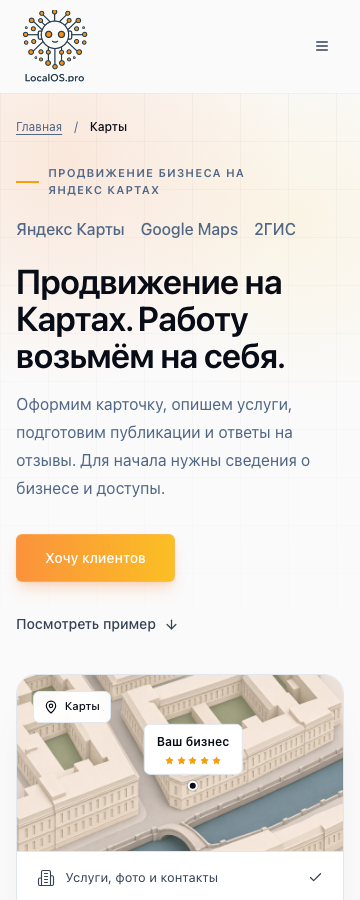 LocalOS.pro
Главная / Карты
ПРОДВИЖЕНИЕ БИЗНЕСА НА
ЯНДЕКС КАРТАХ
Яндекс Карты Google Maps 2ГИС
Продвижение на
Картах. Работу
возьмём на себя.
Оформим карточку, опишем услуги,
подготовим публикации и ответы на
отзывы. Для начала нужны сведения о
бизнесе и доступы.
Хочу клиентов
Посмотреть пример ↓
Карты
Ваш бизнес
★★★★★
Услуги, фото и контакты